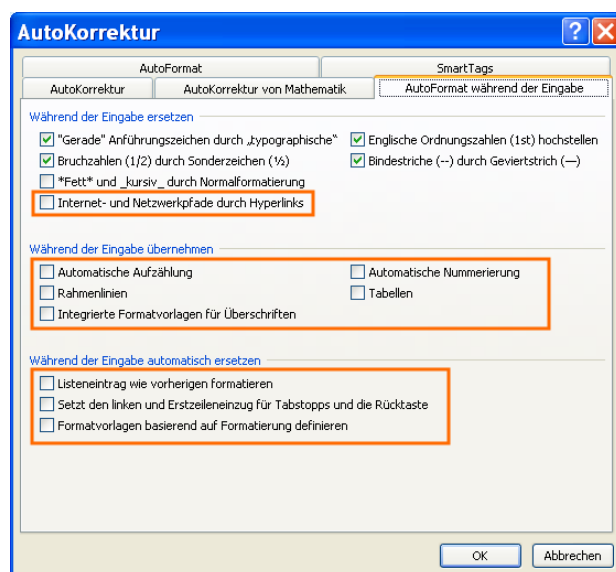 AutoKorrektur
? X
AutoFormat SmartTags
AutoKorrektur AutoKorrektur von Mathematik AutoFormat während der Eingabe
Während der Eingabe ersetzen
"Gerade" Anführungszeichen durch „typographische“ Englische Ordnungszahlen (1st) hochstellen
Bruchzahlen (1/2) durch Sonderzeichen (½) Bindestriche (--) durch Geviertstrich (—)
*Fett* und _kursiv_ durch Normalformatierung
Internet- und Netzwerkpfade durch Hyperlinks
Während der Eingabe übernehmen
Automatische Aufzählung Automatische Nummerierung
Rahmenlinien Tabellen
Integrierte Formatvorlagen für Überschriften
Während der Eingabe automatisch ersetzen
Listeneintrag wie vorherigen formatieren
Setzt den linken und Erstzeileneinzug für Tabstopps und die Rücktaste
Formatvorlagen basierend auf Formatierung definieren
OK Abbrechen